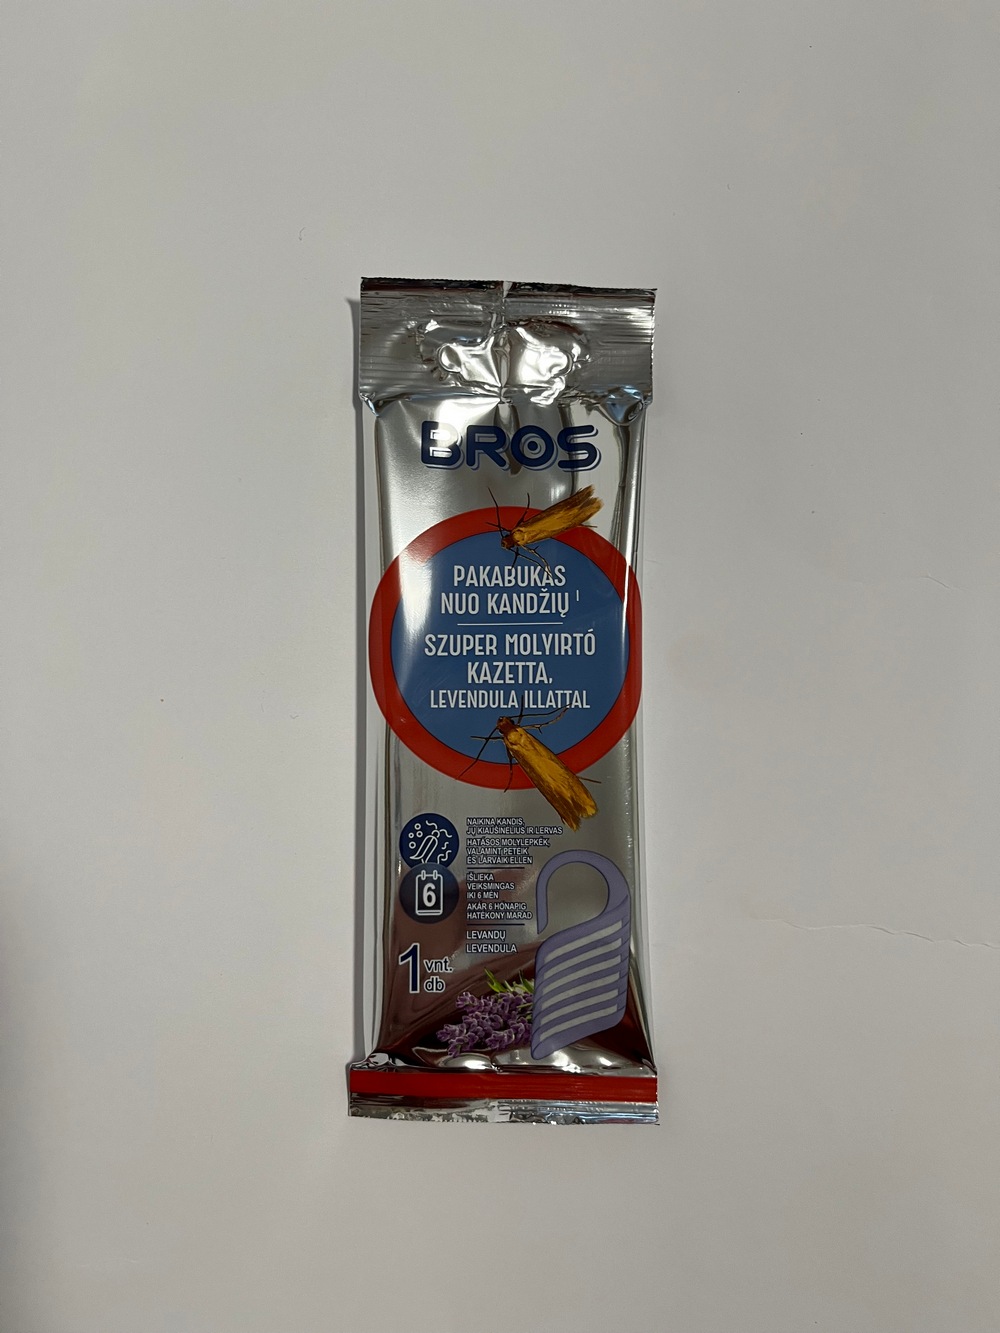 BROS
PAKABUKAS
NUO KANDŽIŲ
SZUPER MOLYIRTÓ
KAZETTA,
LEVENDULA ILLATTAL
NAIKINA KANDIS,
JŲ KIAUŠINĖLIUS IR LERVAS
HATÁSOS MOLYLEPKÉK,
VALAMINT PETÉIK
ÉS LÁRVÁIK ELLEN
6
IŠLIEKA
VEIKSMINGAS
IKI 6 MĖN
AKÁR 6 HÓNAPIG
HATÉKONY MARAD
LEVANDŲ
LEVENDULA
1 vnt.
db